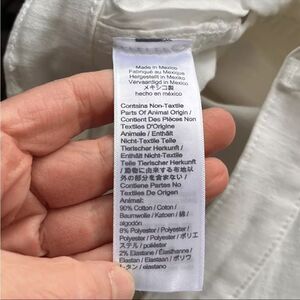 Made in Mexico
Fabriqué au Mexique
Hergestellt in Mexiko
Vervaardigd in Mexico
メキシコ製
hecho en méxico
Contains Non-Textile
Parts Of Animal Origin /
Contient Des Pièces Non
Textiles D'Origine
Animale / Enthält
Nicht-Textile Teile
Tierischer Herkunft /
Enthält Nicht-Textile
Teile Tierischer Herkunft
/ 動物に由来する布地以
外の部分を含まない /
Contiene Partes No
Textiles De Origen
Animal:
90% Cotton / Coton /
Baumwolle / Katoen / 綿 /
algodón
8% Polyester / Polyester /
Polyester / Polyester / ポリエ
ステル / poliéster
2% Elastane / Élasthanne /
Elastan / Elastaan / ポリウ
レタン / elastano